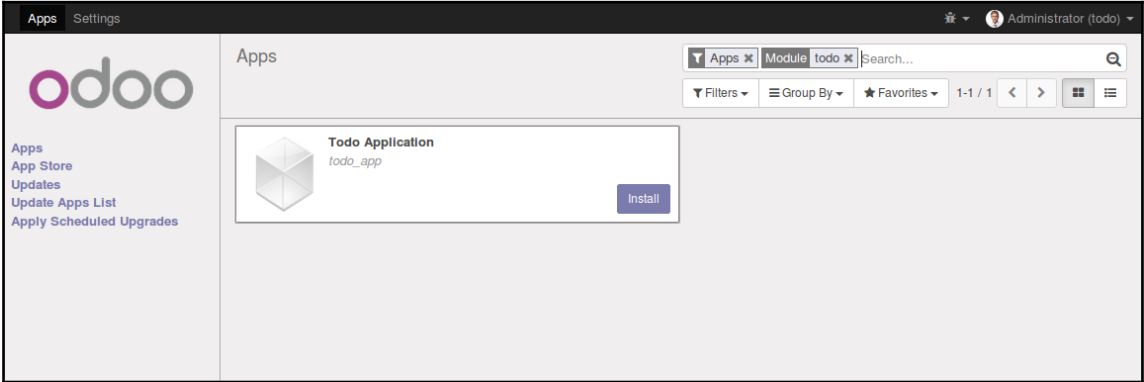 Apps Settings Administrator (todo)
odoo
Apps
App Store
Updates
Update Apps List
Apply Scheduled Upgrades
Apps
Apps Module todo Search...
Filters Group By Favorites 1-1 / 1
Todo Application
todo_app
Install